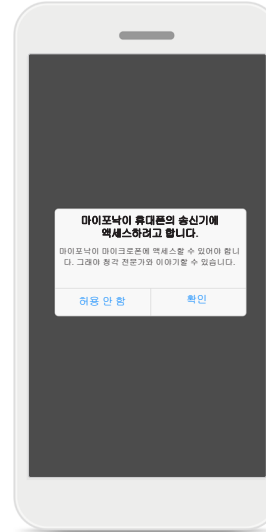 마이포낙이 휴대폰의 송신기에
액세스하려고 합니다.
마이포낙이 마이크로폰에 액세스할 수 있어야 합니
다. 그래야 청각 전문가와 이야기할 수 있습니다.
허용 안 함
확인